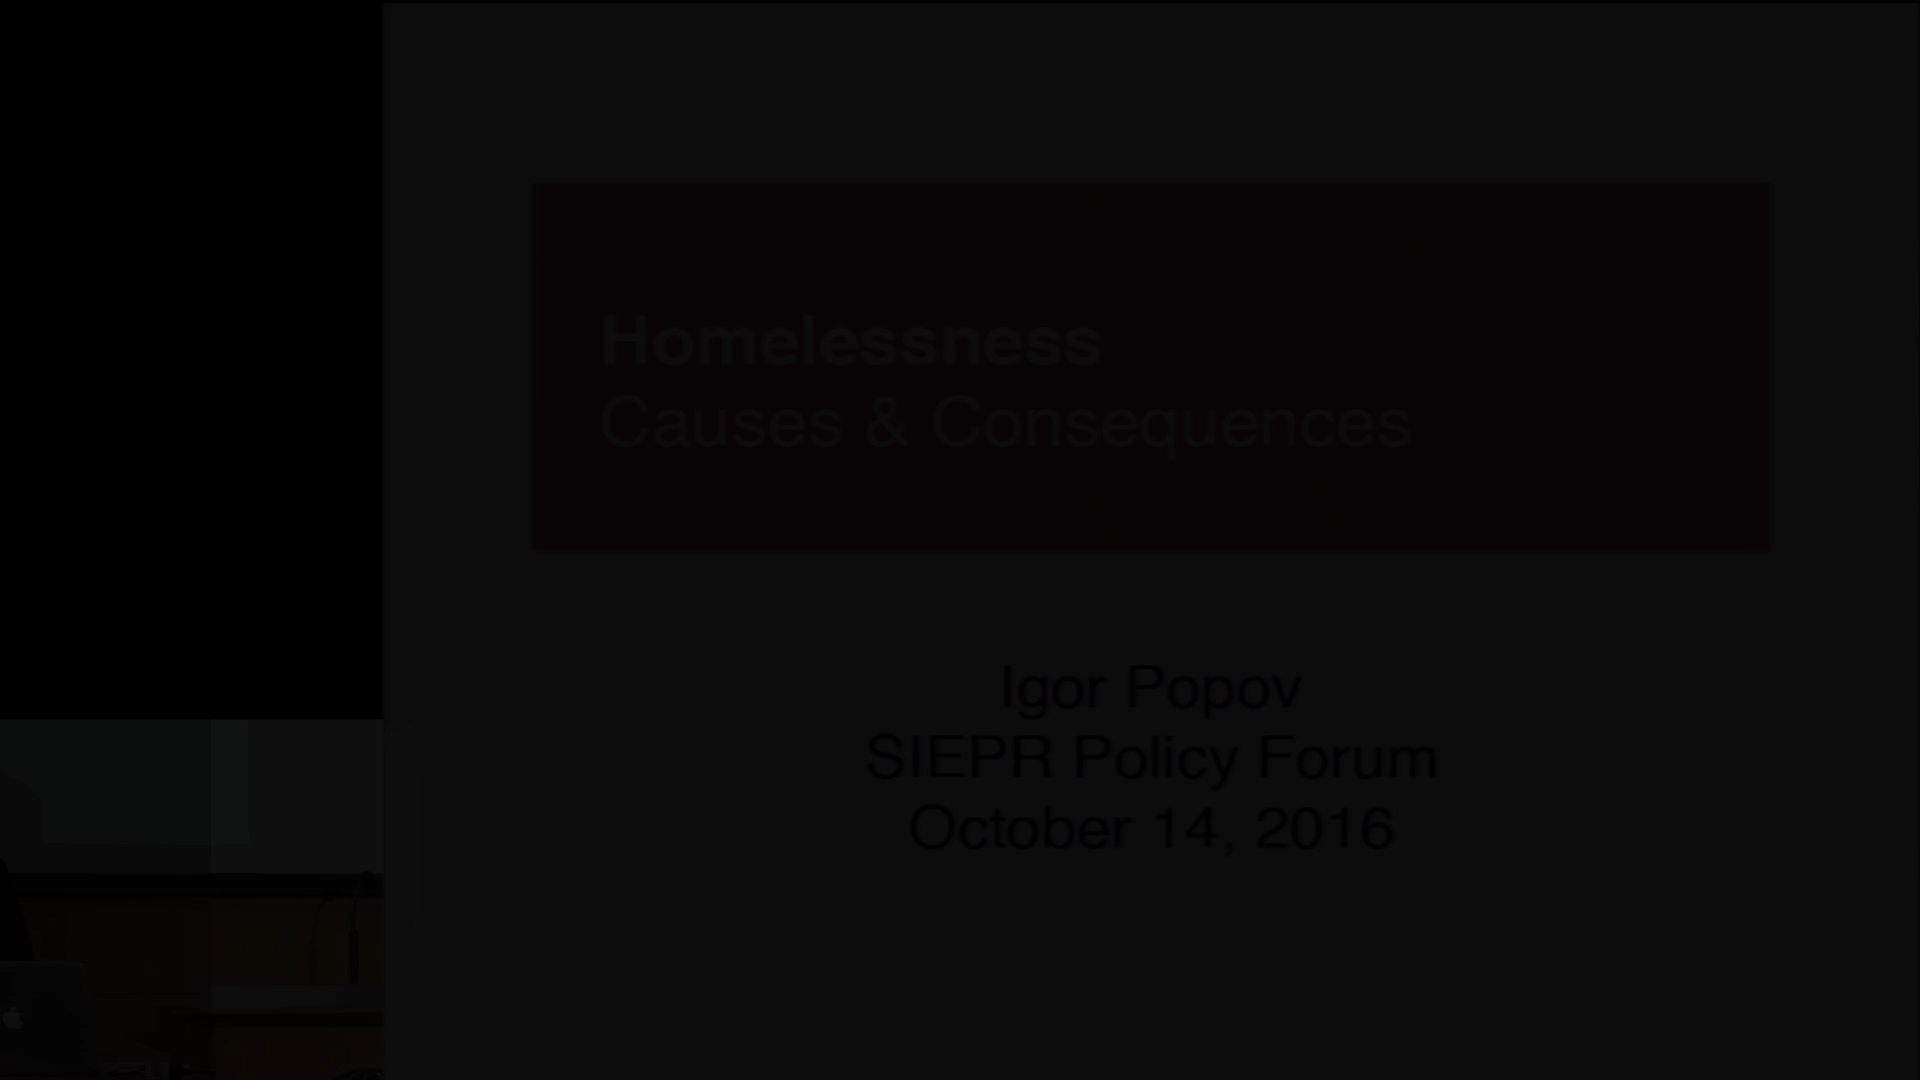 Homelessness
Causes & Consequences
Igor Popov
SIEPR Policy Forum
October 14, 2016